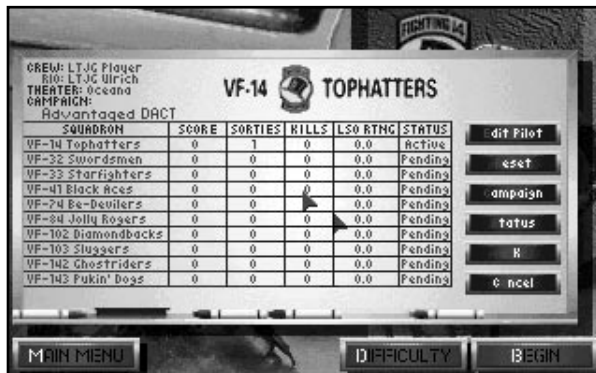 FIGHTING 14
CREW: LTJG Player
RIO: LTJG Ulrich
THEATER: Oceana
CAMPAIGN:
Advantaged DACT
VF-14 TOPHATTERS
SQUADRON SCORE SORTIES KILLS LSO RTNG STATUS
VF-14 Tophatters 0 1 0 0.0 Active
VF-32 Swordsmen 0 0 0 0.0 Pending
VF-33 Starfighters 0 0 0 0.0 Pending
VF-41 Black Aces 0 0 0 0.0 Pending
VF-74 Be-Devilers 0 0 0 0.0 Pending
VF-84 Jolly Rogers 0 0 0 0.0 Pending
VF-102 Diamondbacks 0 0 0 0.0 Pending
VF-103 Sluggers 0 0 0 0.0 Pending
VF-142 Ghostriders 0 0 0 0.0 Pending
VF-143 Pukin' Dogs 0 0 0 0.0 Pending
Edit Pilot
Reset
Campaign
Status
OK
Cancel
MAIN MENU
DIFFICULTY
BEGIN